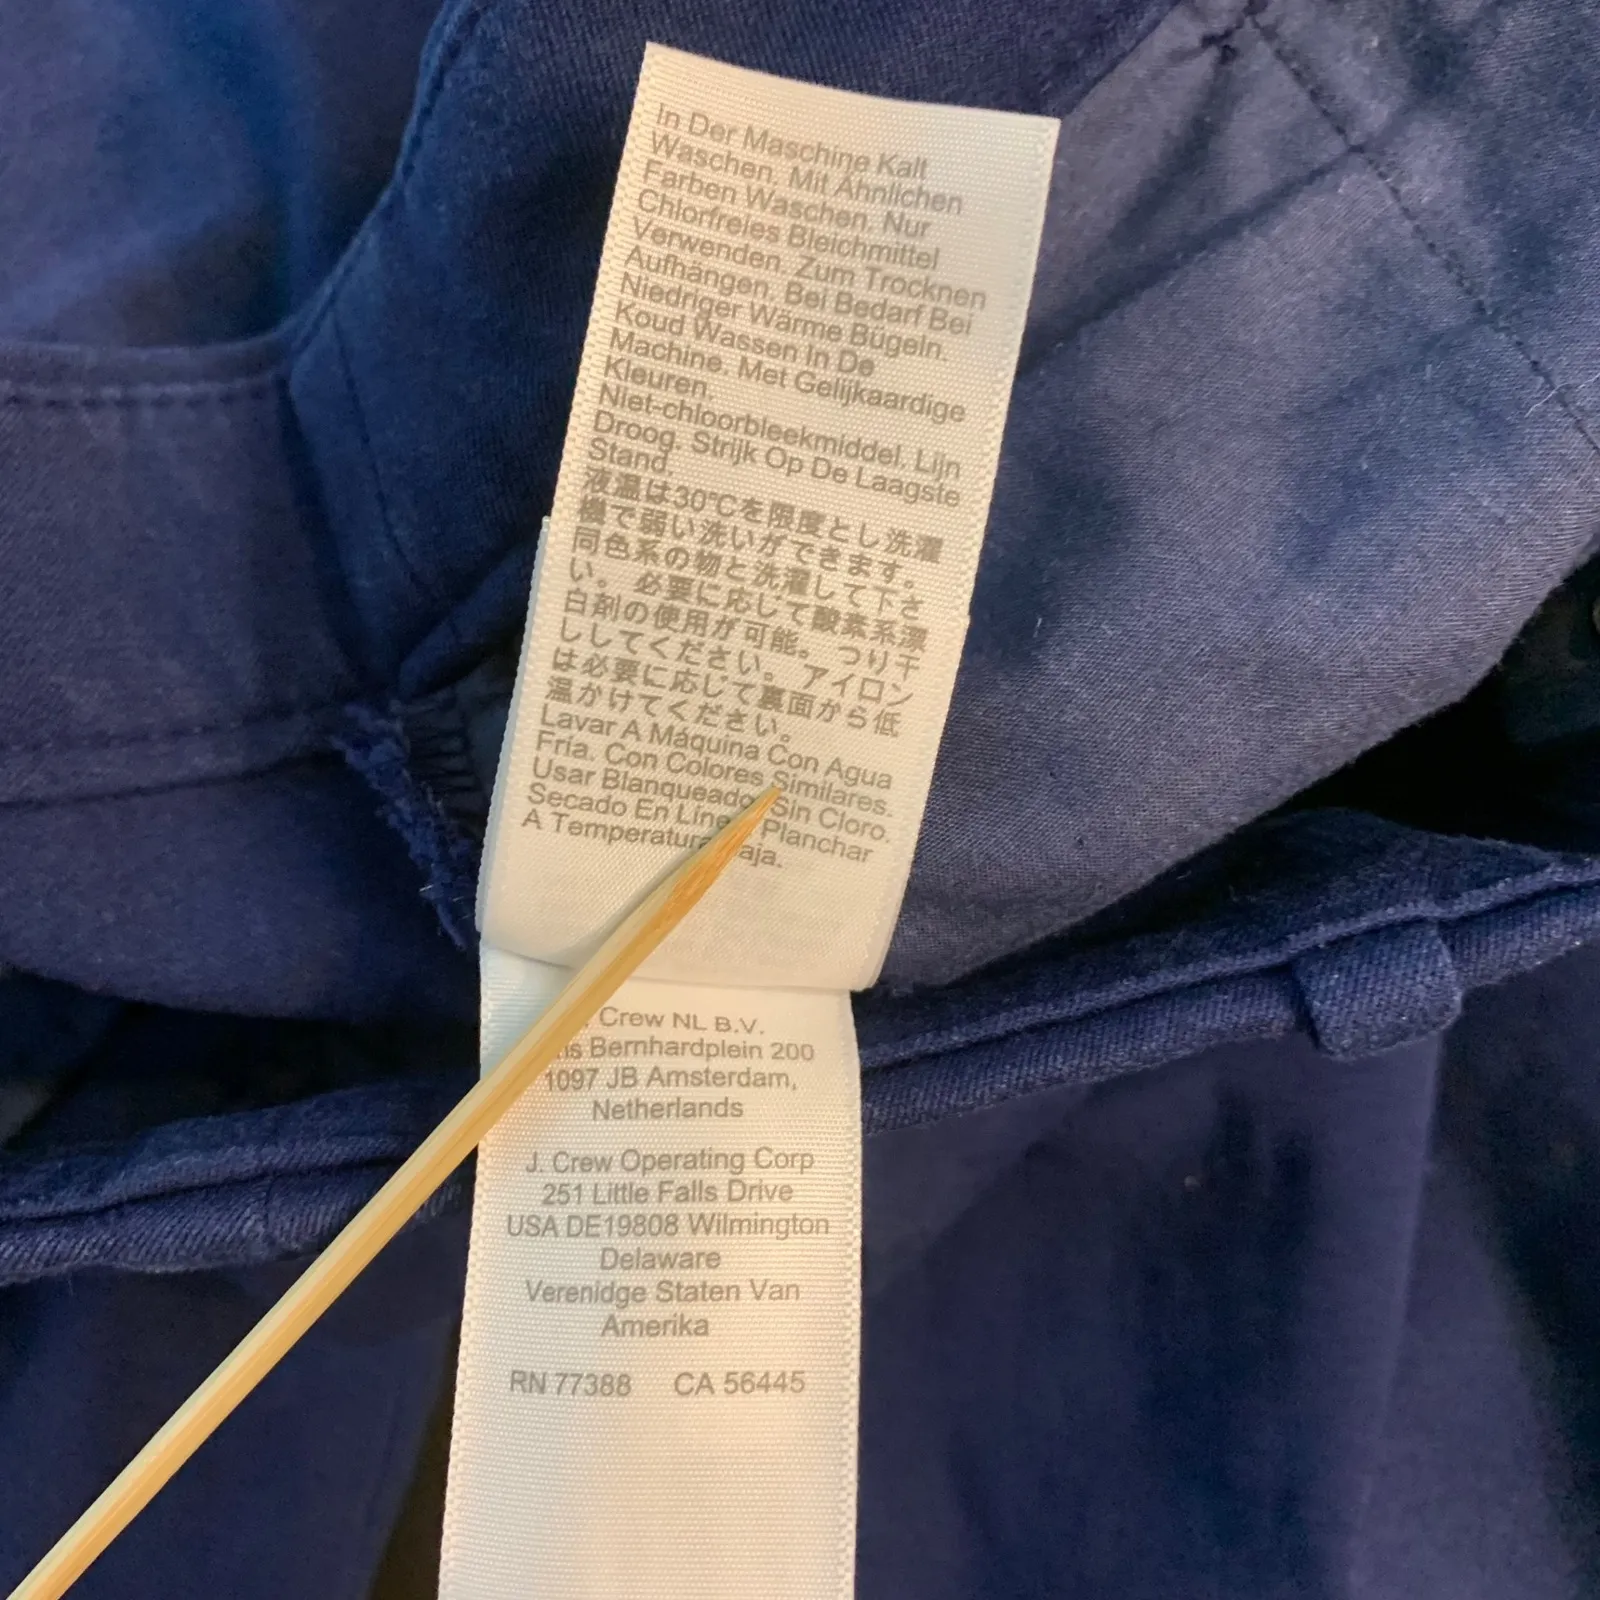 In Der Maschine Kalt
Waschen. Mit Ähnlichen
Farben Waschen. Nur
Chlorfreies Bleichmittel
Verwenden. Zum Trocknen
Aufhängen. Bei Bedarf Bei
Niedriger Wärme Bügeln.
Koud Wassen In De
Machine. Met Gelijkaardige
Kleuren.
Niet-chloorbleekmiddel. Lijn
Droog. Strijk Op De Laagste
Stand.
液温は30℃を限度とし洗濯
機で弱い洗いができます。
同色系の物と洗濯して下さ
い。 必要に応じて酸素系漂
白剤の使用が可能。 つり干
ししてください。 アイロン
は必要に応じて裏面から低
温かけてください。
Lavar A Máquina Con Agua
Fría. Con Colores Similares.
Usar Sin Cloro.
Secado En Planchar
A Temperatura
Crew NL B.V.
Bernhardplein 200
1097 JB Amsterdam,
Netherlands
J. Crew Operating Corp
251 Little Falls Drive
USA DE19808 Wilmington
Delaware
Verenidge Staten Van
Amerika
RN 77388 CA 56445